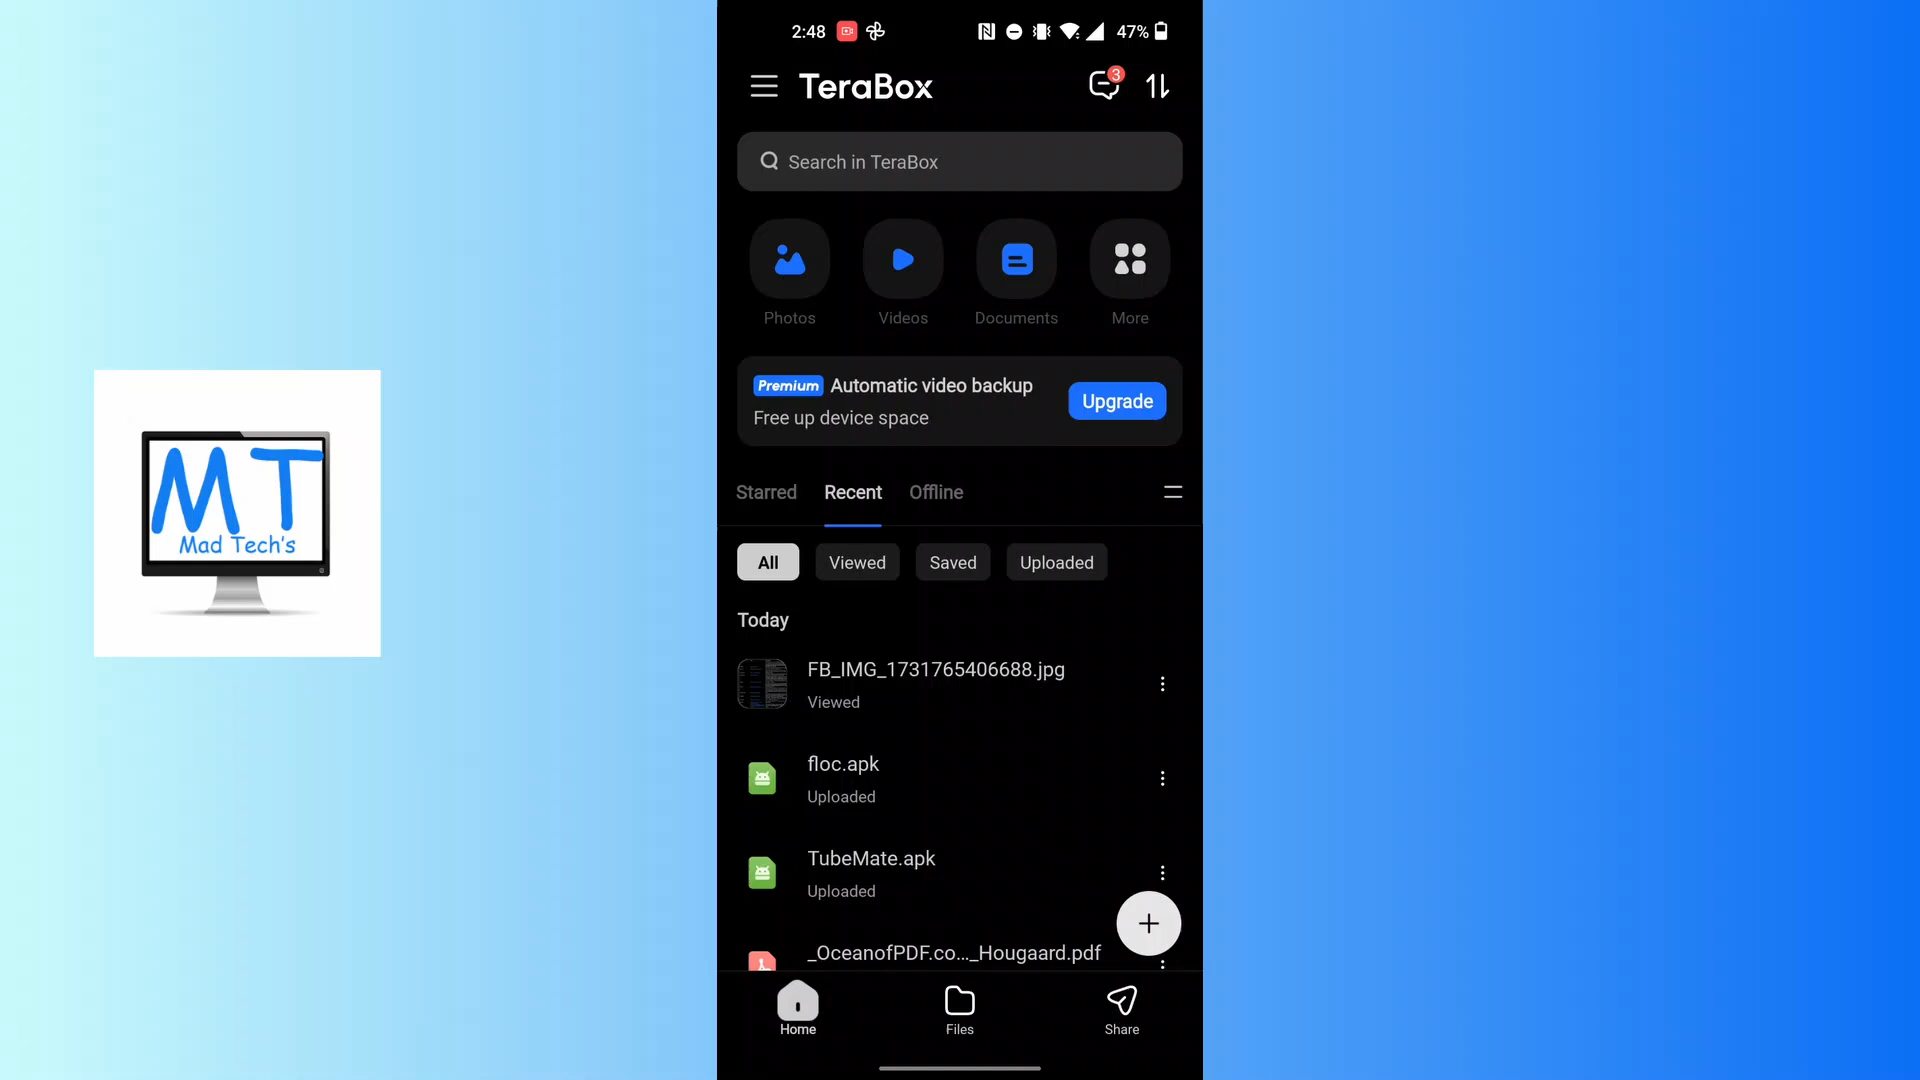 2:48
47%
TeraBox
3
Search in TeraBox
Photos
Videos
Documents
More
Premium Automatic video backup
Free up device space
Upgrade
Starred
Recent
Offline
All
Viewed
Saved
Uploaded
Today
FB_IMG_1731765406688.jpg
Viewed
floc.apk
Uploaded
TubeMate.apk
Uploaded
_OceanofPDF.co..._Hougaard.pdf
Home
Files
Share
MT
Mad Tech's